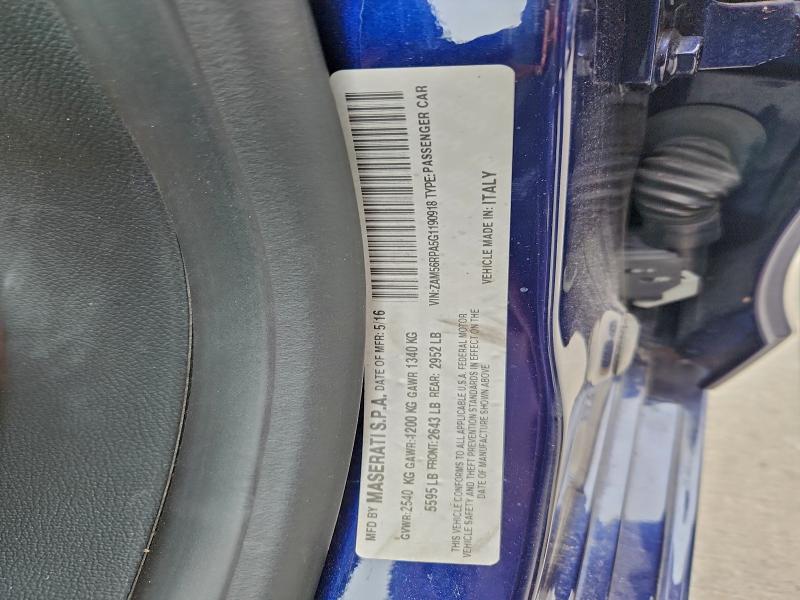 MFD BY MASERATI S.P.A. DATE OF MFR: 5/16
GVWR:2540 KG GAWR:1200 KG GAWR 1340 KG
5595 LB FRONT:2643 LB REAR: 2952 LB
THIS VEHICLE CONFORMS TO ALL APPLICABLE U.S.A. FEDERAL MOTOR
VEHICLE SAFETY AND THEFT PREVENTION STANDARDS IN EFFECT ON THE
DATE OF MANUFACTURE SHOWN ABOVE
VIN:ZAM56RPA5G1190918 TYPE:PASSENGER CAR
VEHICLE MADE IN: ITALY